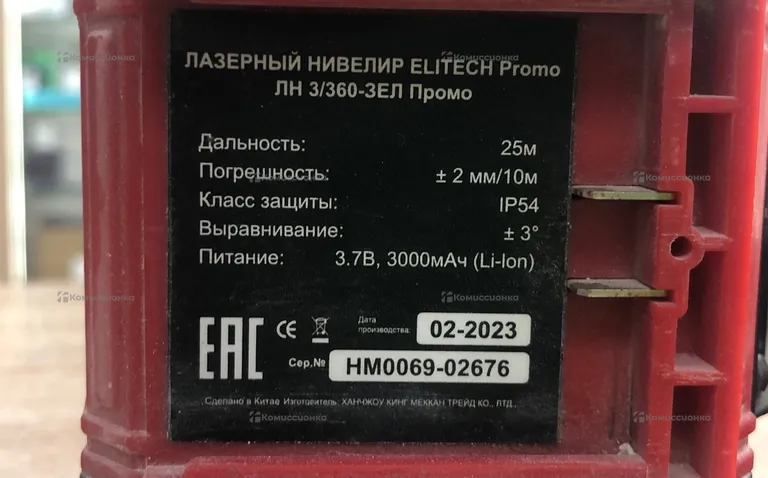 ЛАЗЕРНЫЙ НИВЕЛИР ELITECH Promo
ЛН 3/360-ЗЕЛ Промо
Дальность: 25м
Погрешность: ± 2 мм/10м
Класс защиты: IP54
Выравнивание: ± 3°
Питание: 3.7В, 3000мАч (Li-Ion)
EAC CE Дата производства: 02-2023
Сер.№ HM0069-02676
Сделано в Китае Изготовитель: ХАНЧЖОУ КИНГ МЕККАН ТРЕЙД КО., ЛТД.,
Комиссионка